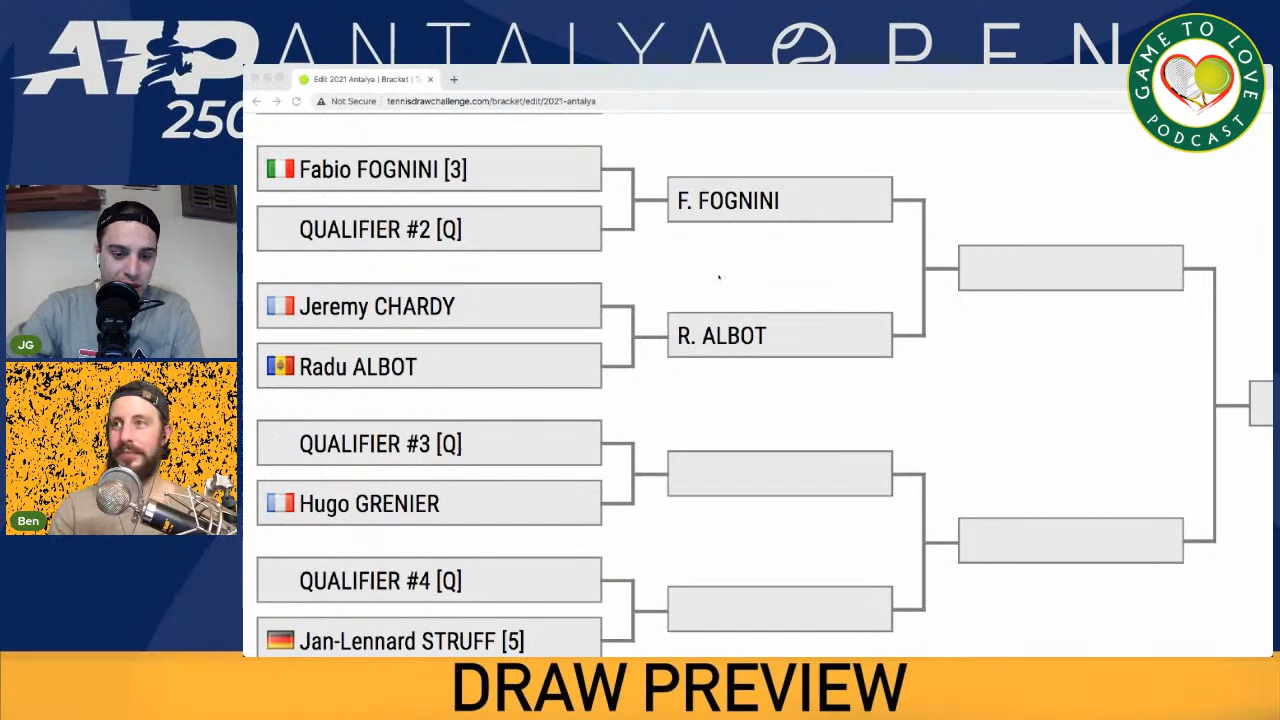 ATP ANTALYA OPEN
250
GAME TO LOVE
PODCAST
Edit 2021 Antalya | Bracket | T
Not Secure | tennisdrawchallenge.com/bracket/edit/2021-antalya
Fabio FOGNINI [3]
F. FOGNINI
QUALIFIER #2 [Q]
Jeremy CHARDY
R. ALBOT
Radu ALBOT
QUALIFIER #3 [Q]
Hugo GRENIER
QUALIFIER #4 [Q]
Jan-Lennard STRUFF [5]
JG
Ben
DRAW PREVIEW